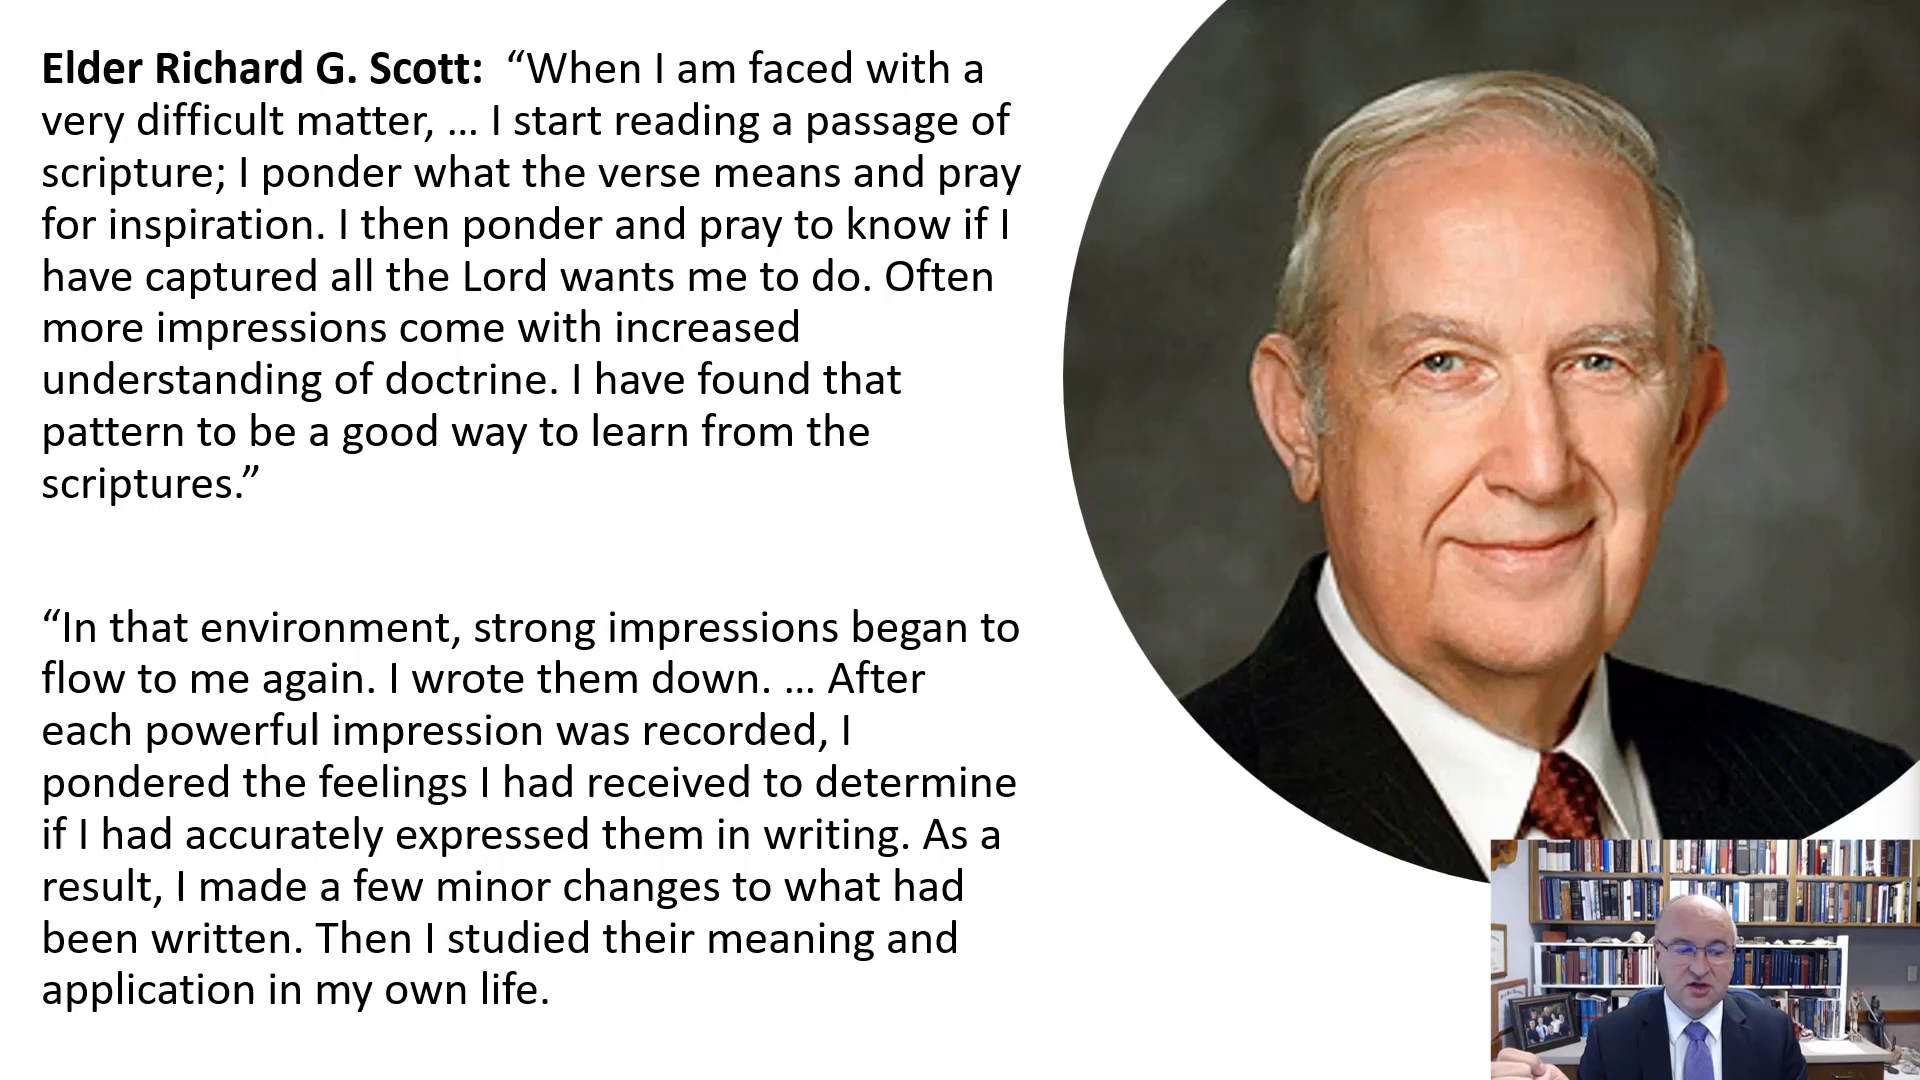 Elder Richard G. Scott:  “When I am faced with a
very difficult matter, … I start reading a passage of
scripture; I ponder what the verse means and pray
for inspiration. I then ponder and pray to know if I
have captured all the Lord wants me to do. Often
more impressions come with increased
understanding of doctrine. I have found that
pattern to be a good way to learn from the
scriptures.”
“In that environment, strong impressions began to
flow to me again. I wrote them down. … After
each powerful impression was recorded, I
pondered the feelings I had received to determine
if I had accurately expressed them in writing. As a
result, I made a few minor changes to what had
been written. Then I studied their meaning and
application in my own life.